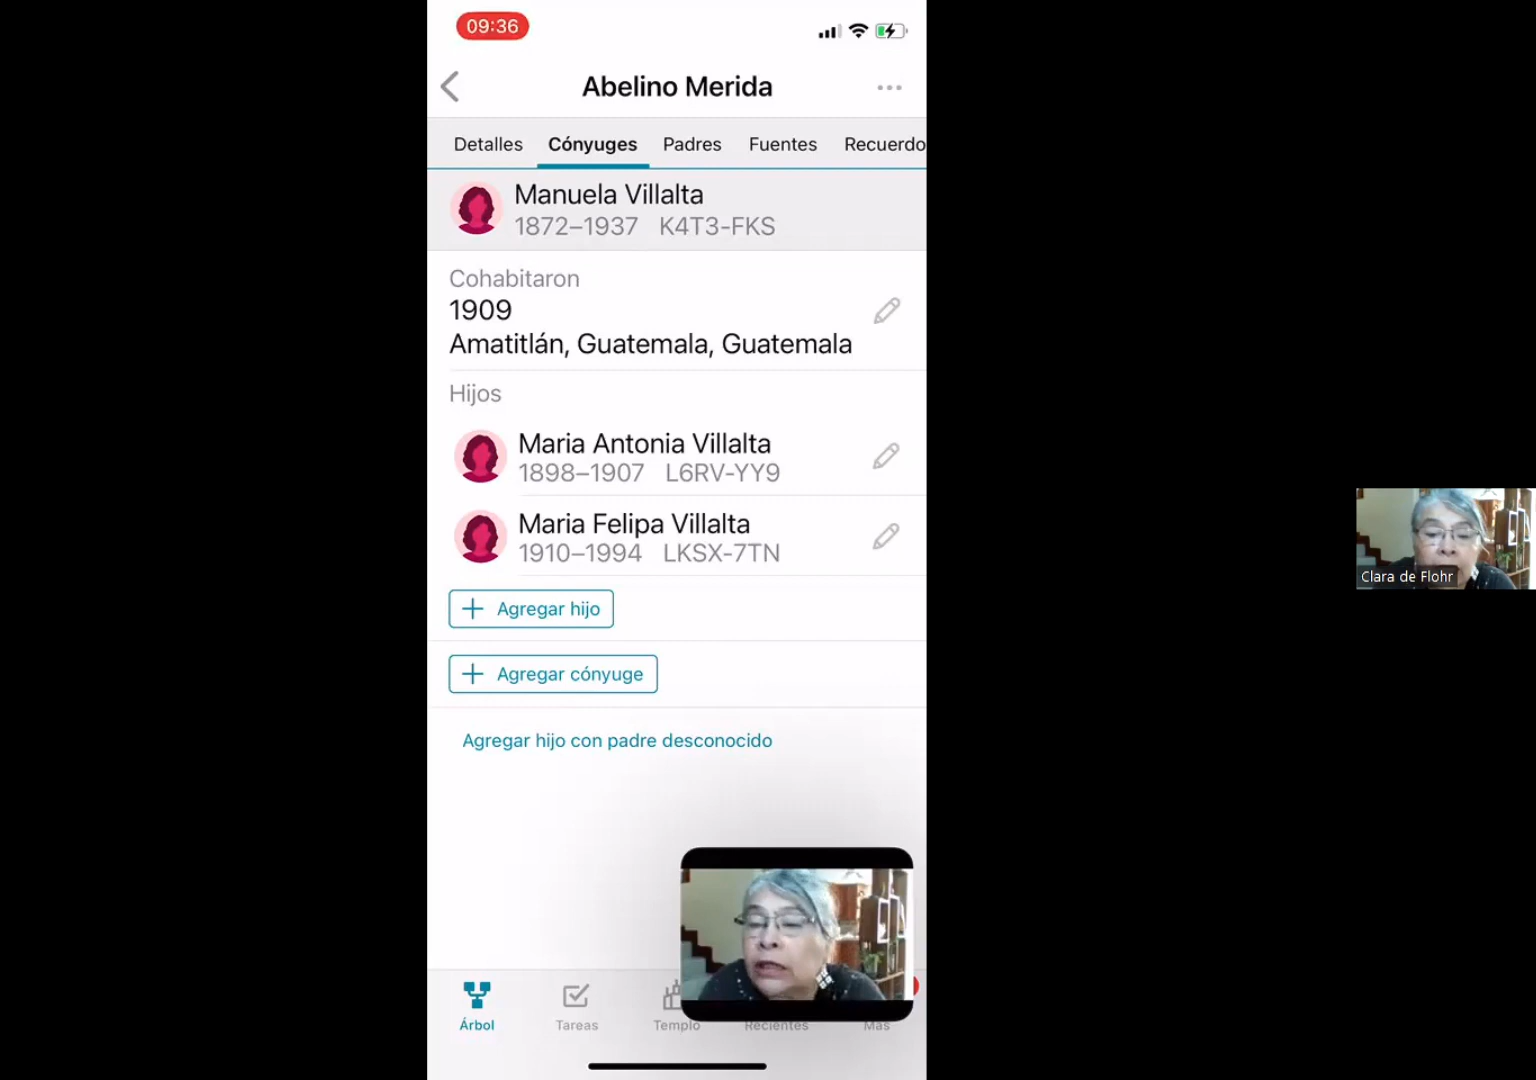 09:36
Abelino Merida
Detalles Cónyuges Padres Fuentes Recuerdo
Manuela Villalta
1872–1937 K4T3-FKS
Cohabitaron
1909
Amatitlán, Guatemala, Guatemala
Hijos
Maria Antonia Villalta
1898–1907 L6RV-YY9
Maria Felipa Villalta
1910–1994 LKSX-7TN
Agregar hijo
Agregar cónyuge
Agregar hijo con padre desconocido
Árbol Tareas Templo Recientes Más
Clara de Flohr